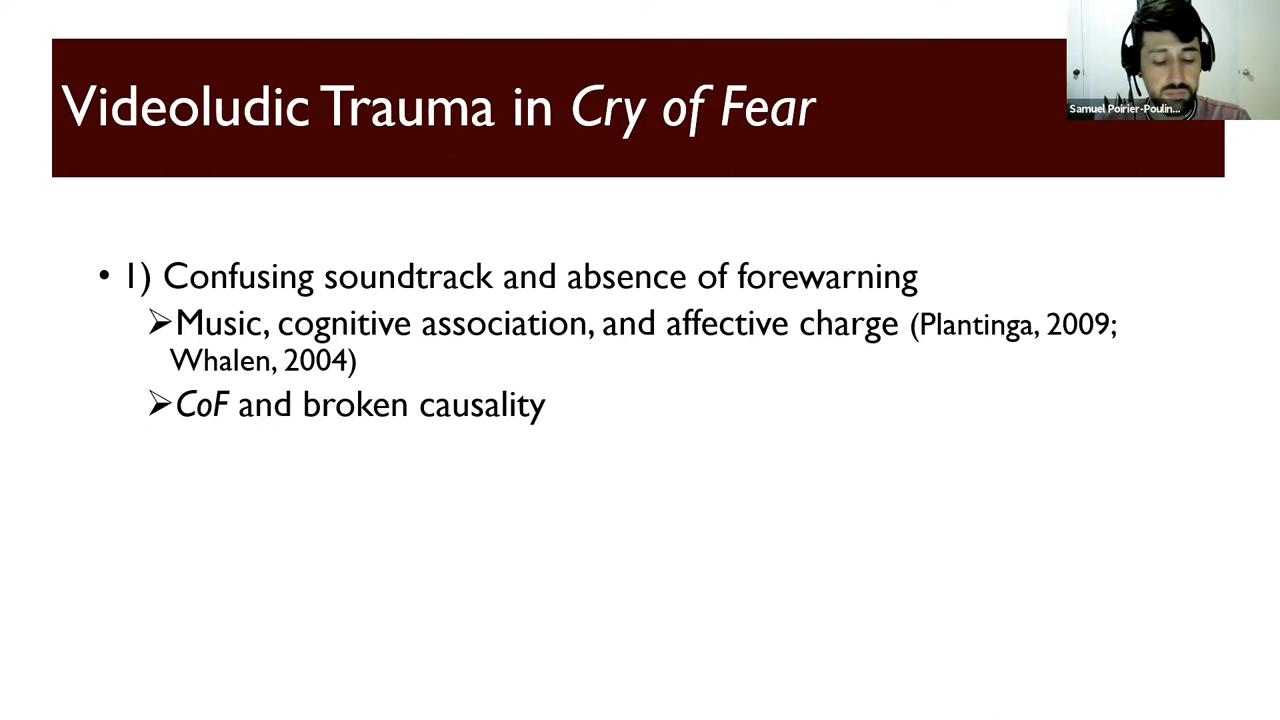 Videoludic Trauma in Cry of Fear
Samuel Poirier-Poulin...
• 1) Confusing soundtrack and absence of forewarning
➢Music, cognitive association, and affective charge (Plantinga, 2009;
Whalen, 2004)
➢CoF and broken causality